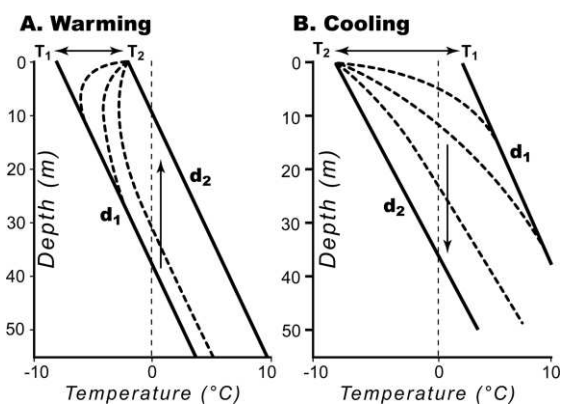 A. Warming
T1 T2
0
10
20
30
40
50
Depth (m)
d1
d2
-10 0 10
Temperature (°C)
B. Cooling
T2 T1
0
10
20
30
40
50
Depth (m)
d1
d2
-10 0 10
Temperature (°C)